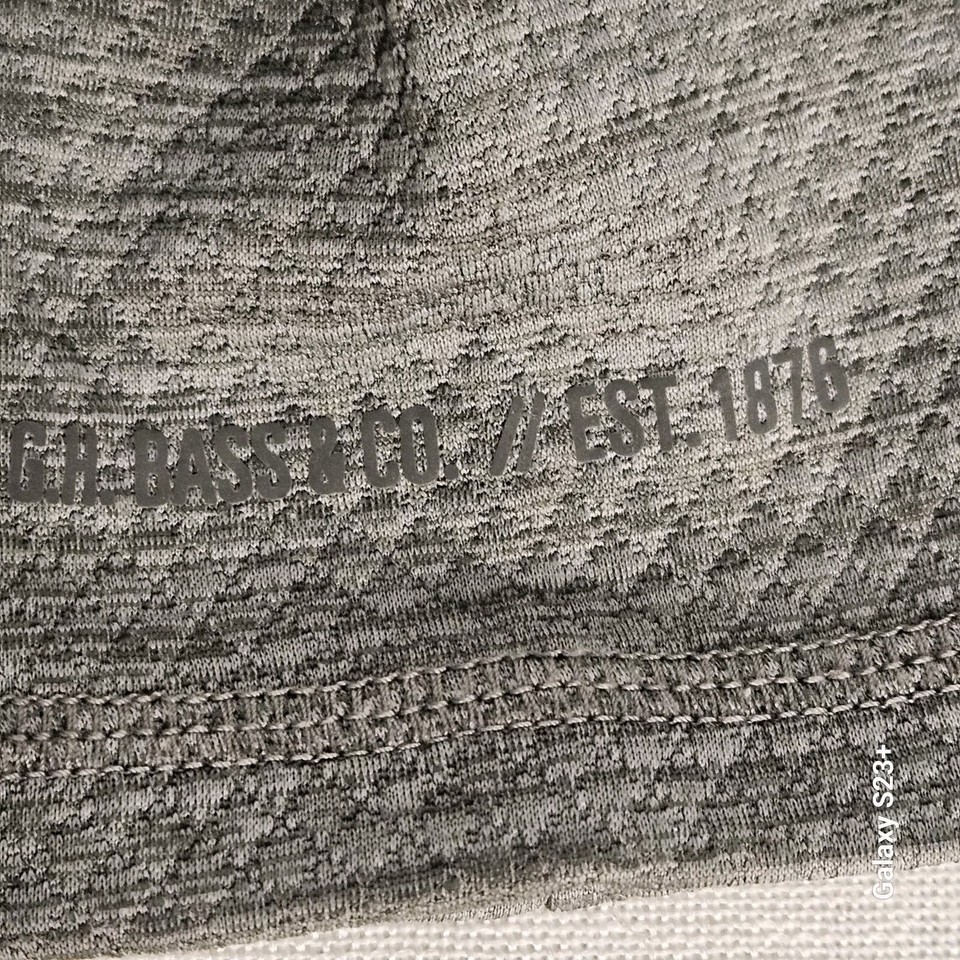 G.H. BASS & CO. // EST. 1876
Galaxy S23+